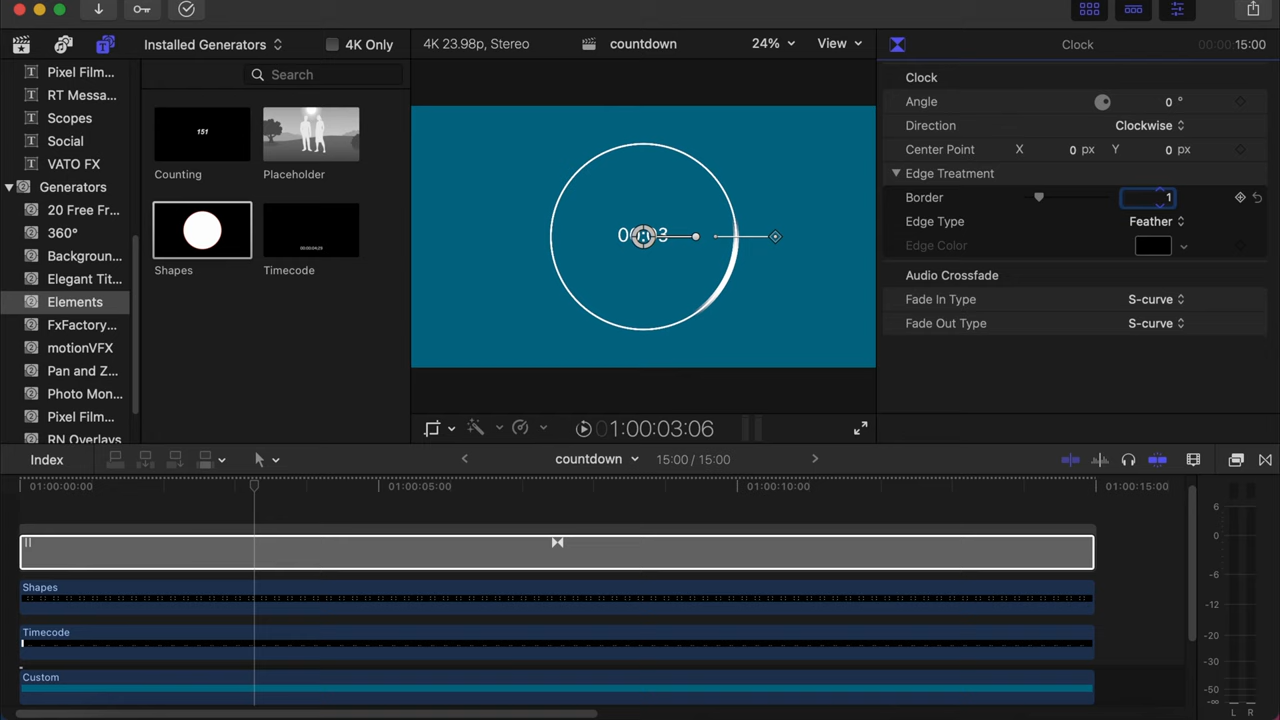 Installed Generators
4K Only
4K 23.98p, Stereo
countdown
24%
View
Clock
00:00:15:00
Pixel Film...
RT Messa...
Scopes
Social
VATO FX
Generators
20 Free Fr...
360°
Backgroun...
Elegant Tit...
Elements
FxFactory...
motionVFX
Pan and Z...
Photo Mon...
Pixel Film...
RN Overlays
Search
151
Counting
Placeholder
Shapes
Timecode
Clock
Angle
0 °
Direction
Clockwise
Center Point
X
0 px
Y
0 px
Edge Treatment
Border
1
Edge Type
Feather
Edge Color
Audio Crossfade
Fade In Type
S-curve
Fade Out Type
S-curve
01:00:03:06
Index
countdown
15:00 / 15:00
01:00:00:00
01:00:05:00
01:00:10:00
01:00:15:00
Shapes
Timecode
Custom
6
0
-6
-12
-20
-30
-50
-∞
L R